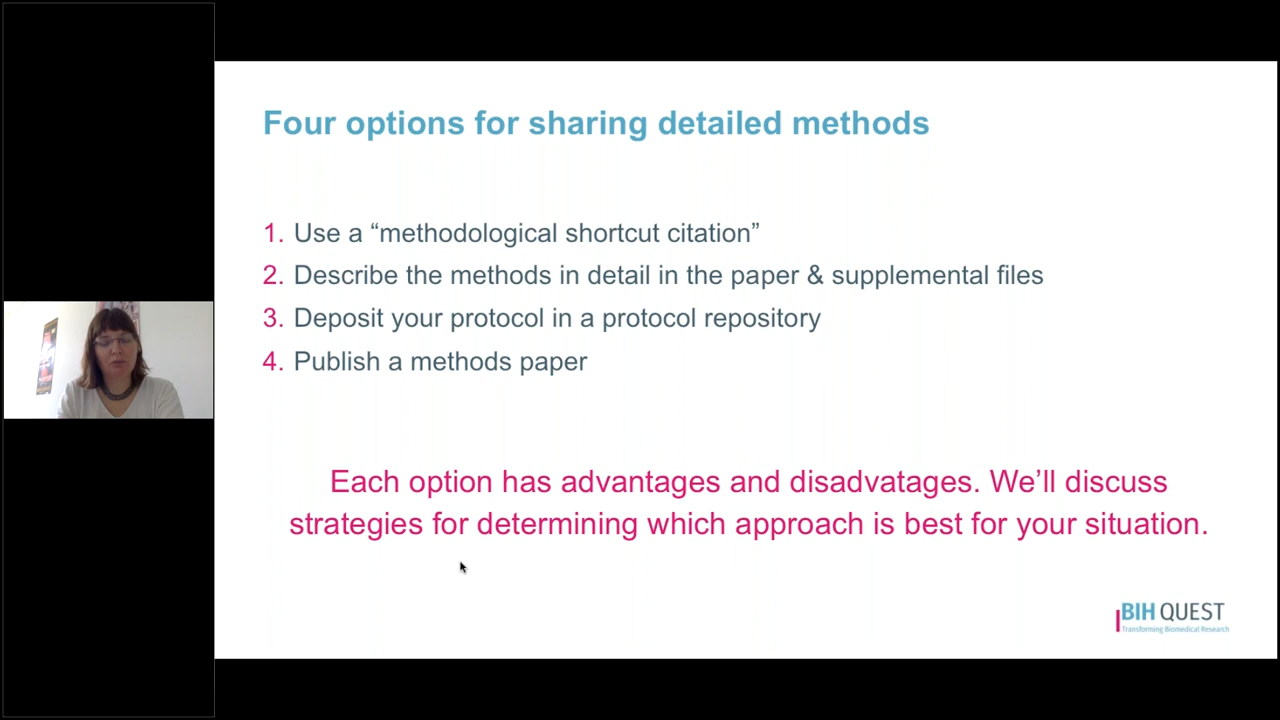 Four options for sharing detailed methods
1. Use a “methodological shortcut citation”
2. Describe the methods in detail in the paper & supplemental files
3. Deposit your protocol in a protocol repository
4. Publish a methods paper
Each option has advantages and disadvatages. We’ll discuss
strategies for determining which approach is best for your situation.
BIH QUEST
Transforming Biomedical Research